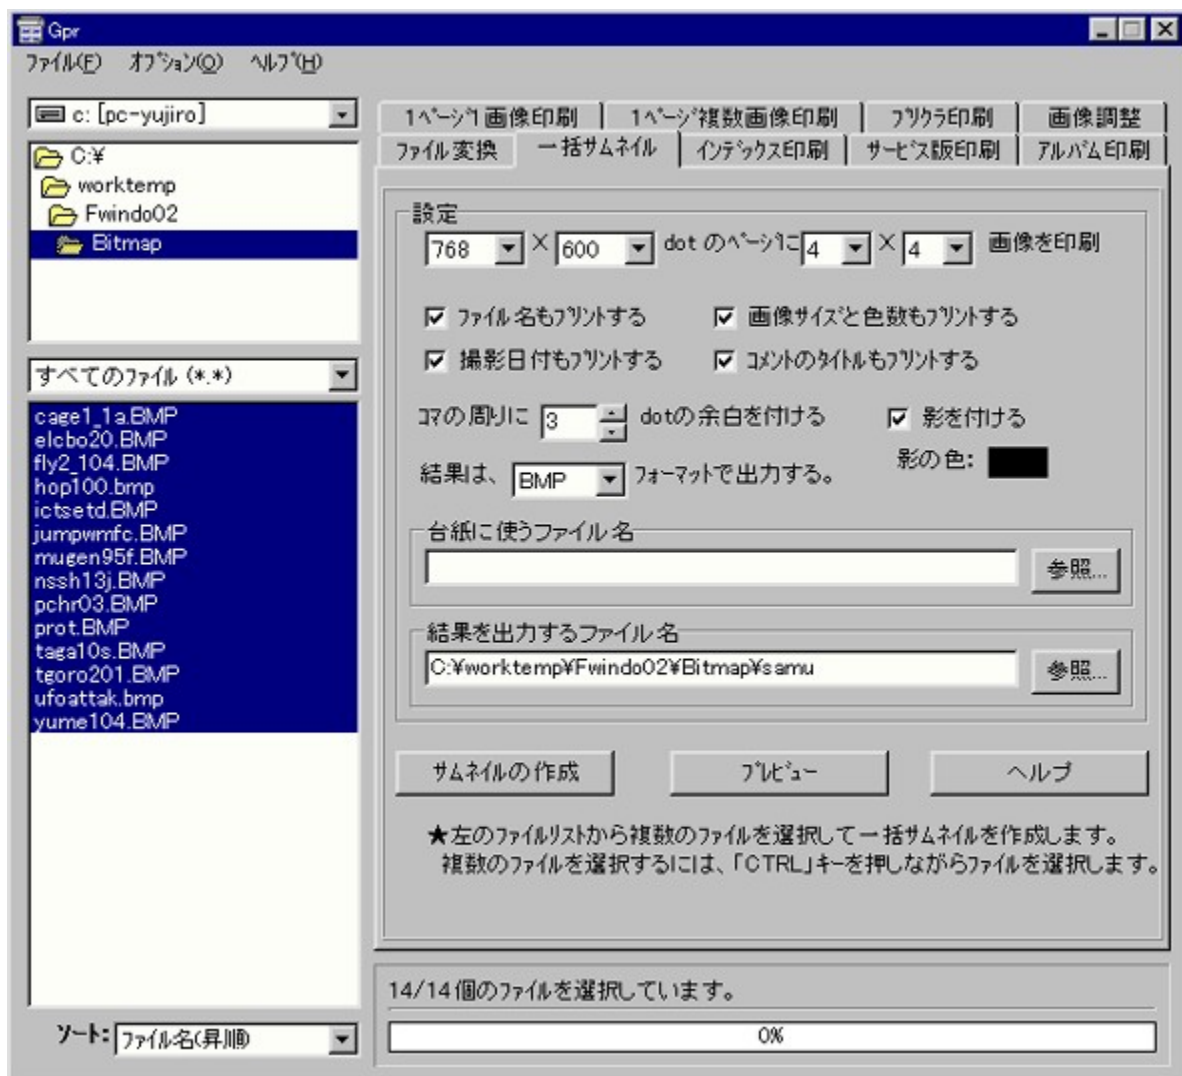 Gpr
ファイル(F) オプション(O) ヘルプ(H)
c: [pc-yujiro]
C:¥
worktemp
Fwindo02
Bitmap
すべてのファイル (*.*)
cage1_1a.BMP
elcbo20.BMP
fly2_104.BMP
hop100.bmp
ictsetd.BMP
jumpwmfc.BMP
mugen95f.BMP
nssh13j.BMP
pchr03.BMP
prot.BMP
taga10s.BMP
tgoro201.BMP
ufoattak.bmp
yume104.BMP
ソート: ファイル名(昇順)
1ページ1画像印刷 1ページ複数画像印刷 プリクラ印刷 画像調整
ファイル変換 一括サムネイル インデックス印刷 サービス版印刷 アルバム印刷
設定
768 × 600 dot のページに 4 × 4 画像を印刷
ファイル名もプリントする 画像サイズと色数もプリントする
撮影日付もプリントする コメントのタイトルもプリントする
コマの周りに 3 dotの余白を付ける 影を付ける
影の色:
結果は、 BMP フォーマットで出力する。
台紙に使うファイル名
参照...
結果を出力するファイル名
C:¥worktemp¥Fwindo02¥Bitmap¥samu 参照...
サムネイルの作成 プレビュー ヘルプ
★左のファイルリストから複数のファイルを選択して一括サムネイルを作成します。
複数のファイルを選択するには、「CTRL」キーを押しながらファイルを選択します。
14/14個のファイルを選択しています。
0%